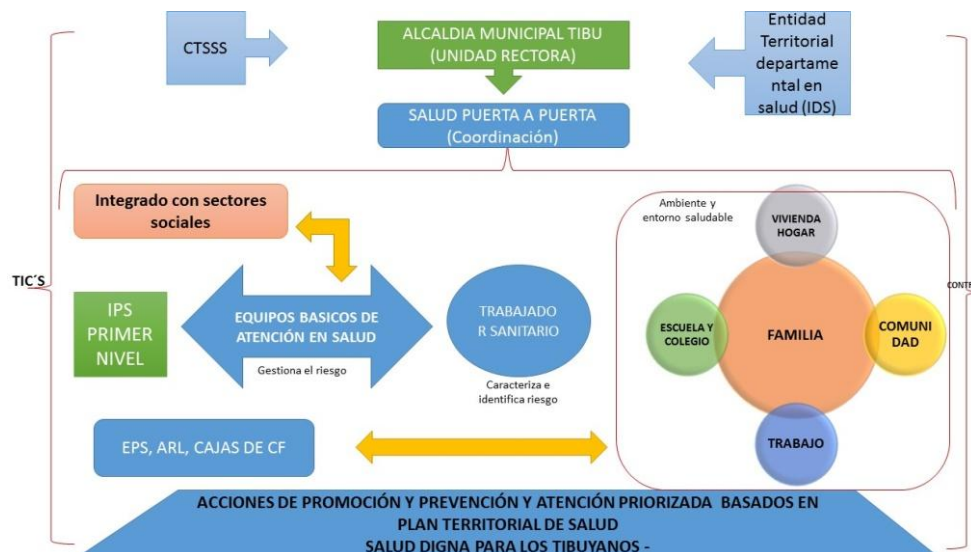 CTSSS
ALCALDIA MUNICIPAL TIBU
(UNIDAD RECTORA)
Entidad
Territorial
departame
ntal en
salud (IDS)
SALUD PUERTA A PUERTA
(Coordinación)
Integrado con sectores
sociales
Ambiente y
entorno saludable
VIVIENDA
HOGAR
TIC´S
CONTR
IPS
PRIMER
NIVEL
EQUIPOS BASICOS DE
ATENCIÓN EN SALUD
Gestiona el riesgo
TRABAJADO
R SANITARIO
Caracteriza e
identifica riesgo
ESCUELA Y
COLEGIO
FAMILIA
COMUNI
DAD
TRABAJO
EPS, ARL, CAJAS DE CF
ACCIONES DE PROMOCIÓN Y PREVENCIÓN Y ATENCIÓN PRIORIZADA BASADOS EN
PLAN TERRITORIAL DE SALUD
SALUD DIGNA PARA LOS TIBUYANOS -